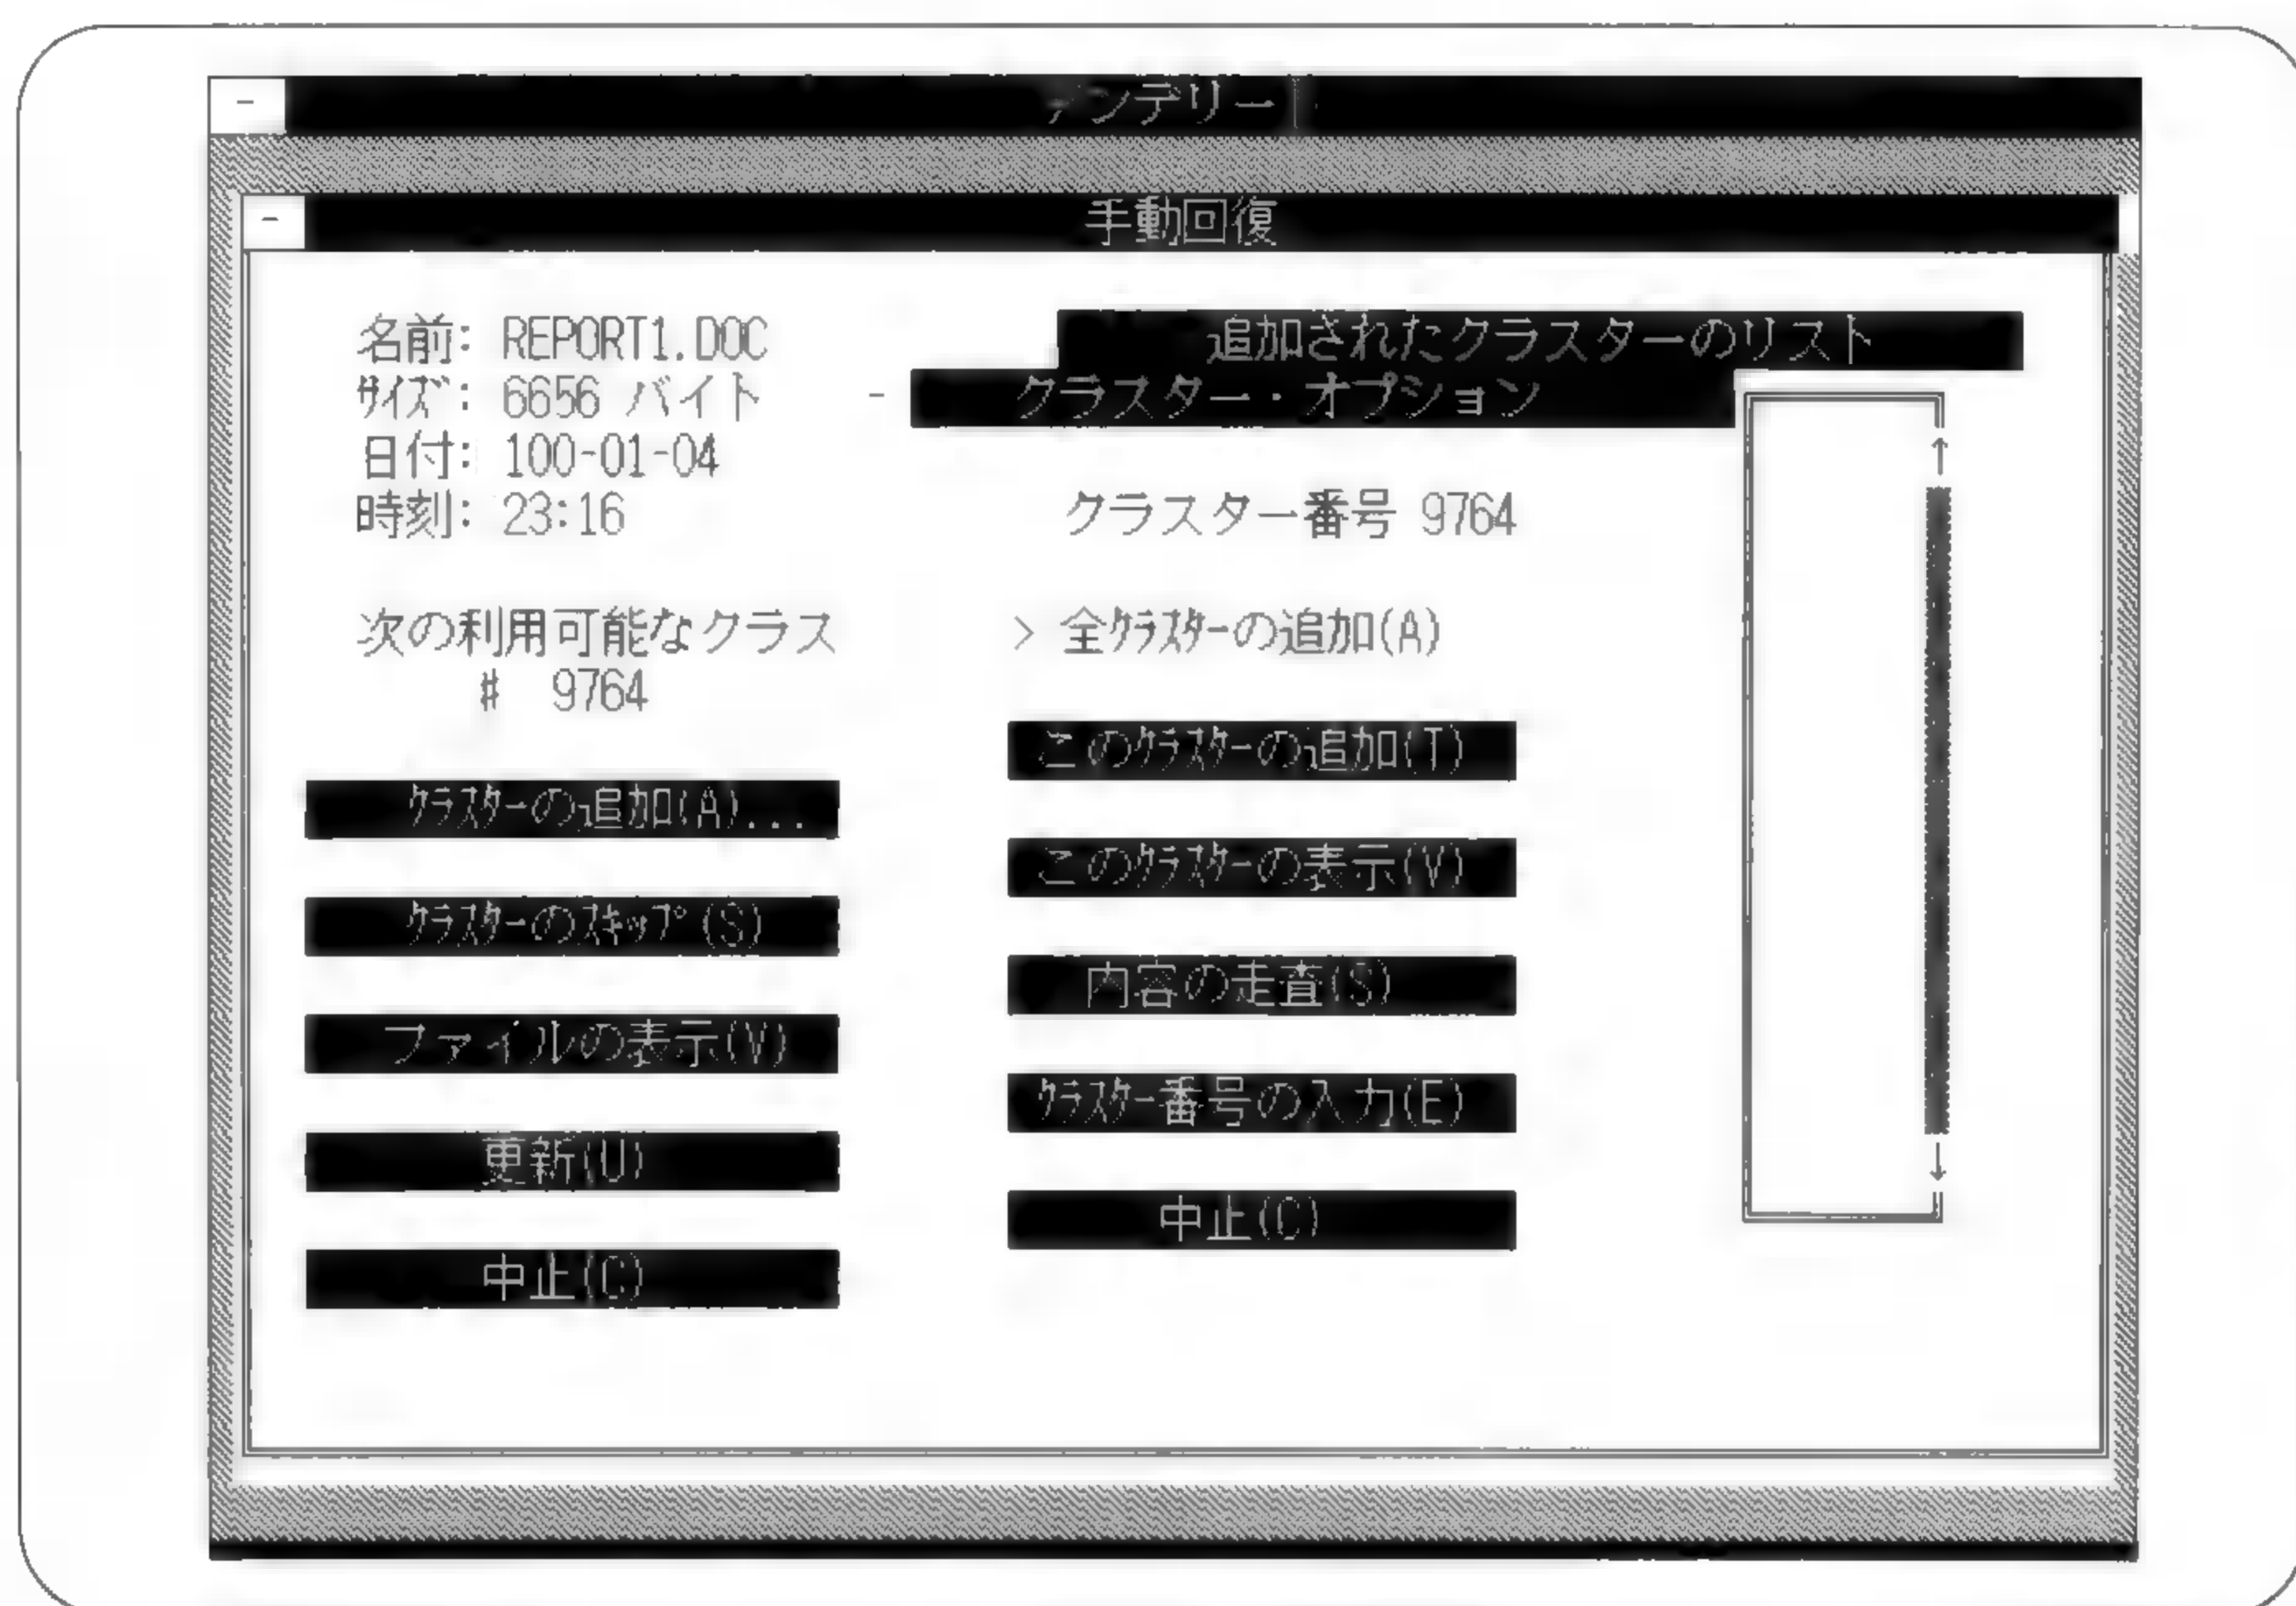 アンデリート
手動回復
名前: REPORT1.DOC
ｻｲｽﾞ: 6656 バイト
日付: 100-01-04
時刻: 23:16
次の利用可能なクラス
# 9764
ｸﾗｽﾀｰの追加(A)...
ｸﾗｽﾀｰのｽｷｯﾌﾟ(S)
ファイルの表示(V)
更新(U)
中止(C)
追加されたクラスターのリスト
クラスター・オプション
クラスター番号 9764
> 全ｸﾗｽﾀｰの追加(A)
このｸﾗｽﾀｰの追加(T)
このｸﾗｽﾀｰの表示(V)
内容の走査(S)
ｸﾗｽﾀｰ番号の入力(E)
中止(C)